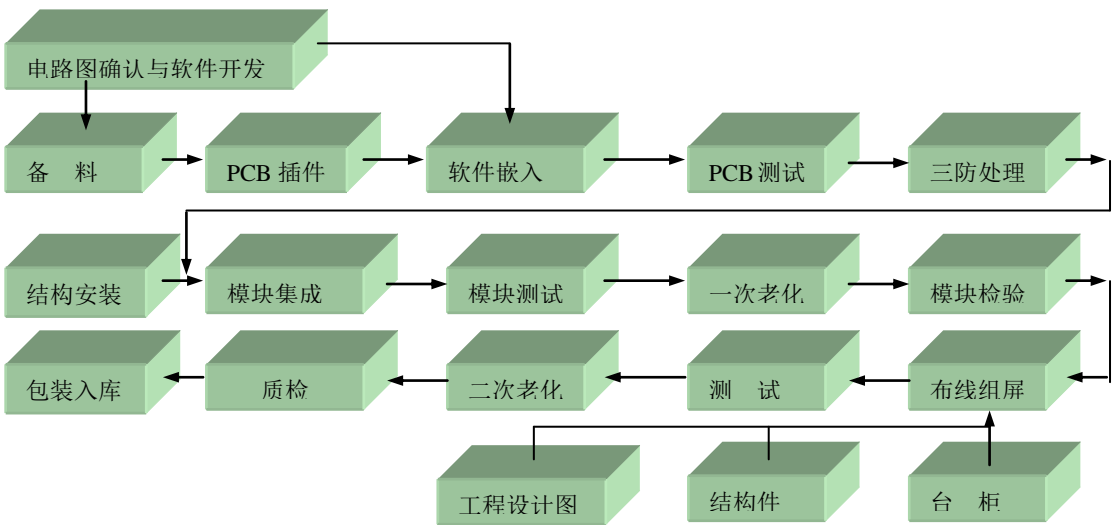 电路图确认与软件开发
备 料
PCB 插件
软件嵌入
PCB 测试
三防处理
结构安装
模块集成
模块测试
一次老化
模块检验
包装入库
质检
二次老化
测 试
布线组屏
工程设计图
结构件
台 柜